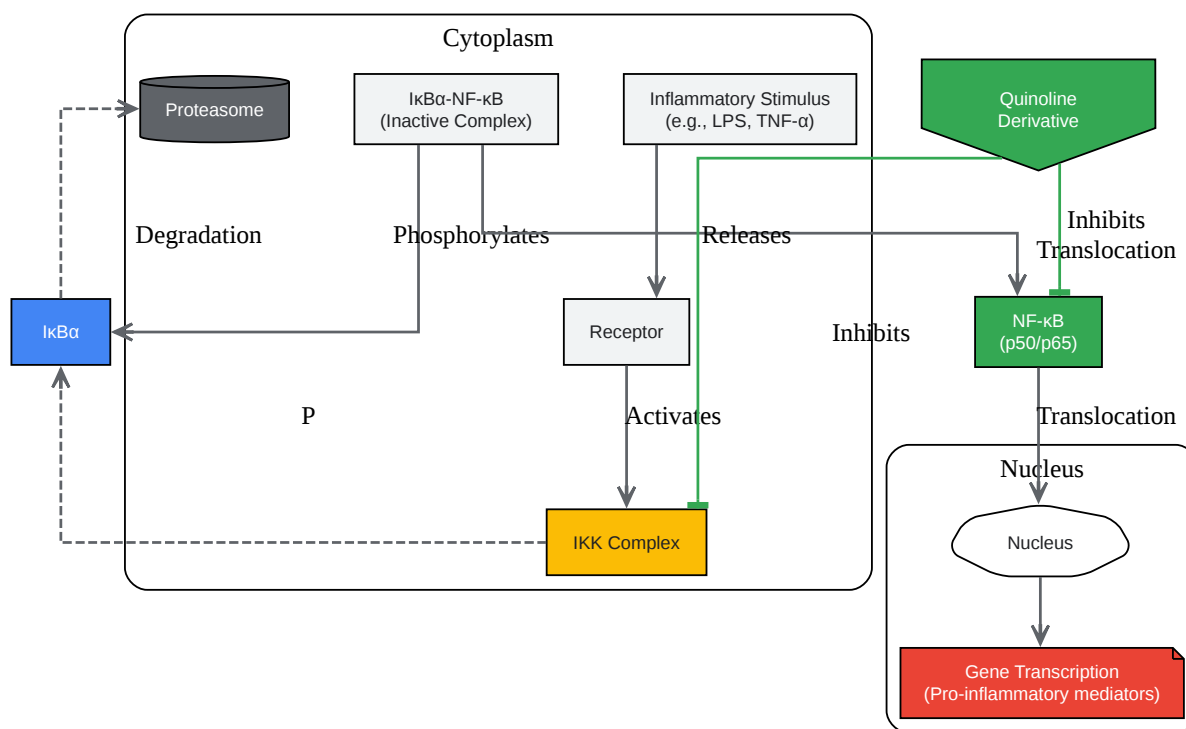 Cytoplasm
Proteasome
IκBα-NF-κB
(Inactive Complex)
Inflammatory Stimulus
(e.g., LPS, TNF-α)
Quinoline
Derivative
Degradation
Phosphorylates
Releases
Inhibits
Translocation
IκBα
Receptor
Inhibits
NF-κB
(p50/p65)
P
Activates
Translocation
Nucleus
IKK Complex
Nucleus
Gene Transcription
(Pro-inflammatory mediators)